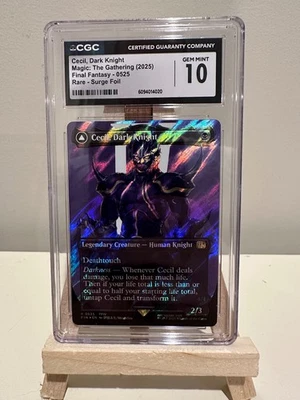 CGC
CERTIFIED GUARANTY COMPANY
Cecil, Dark Knight
Magic: The Gathering (2025)
Final Fantasy - 0525
Rare - Surge Foil
GEM MINT
10
6094014020
Cecil, Dark Knight
Legendary Creature — Human Knight
Deathtouch
Darkness — Whenever Cecil deals
damage, you lose that much life.
Then if your life total is less than or
equal to half your starting life total,
untap Cecil and transform it.
2/3